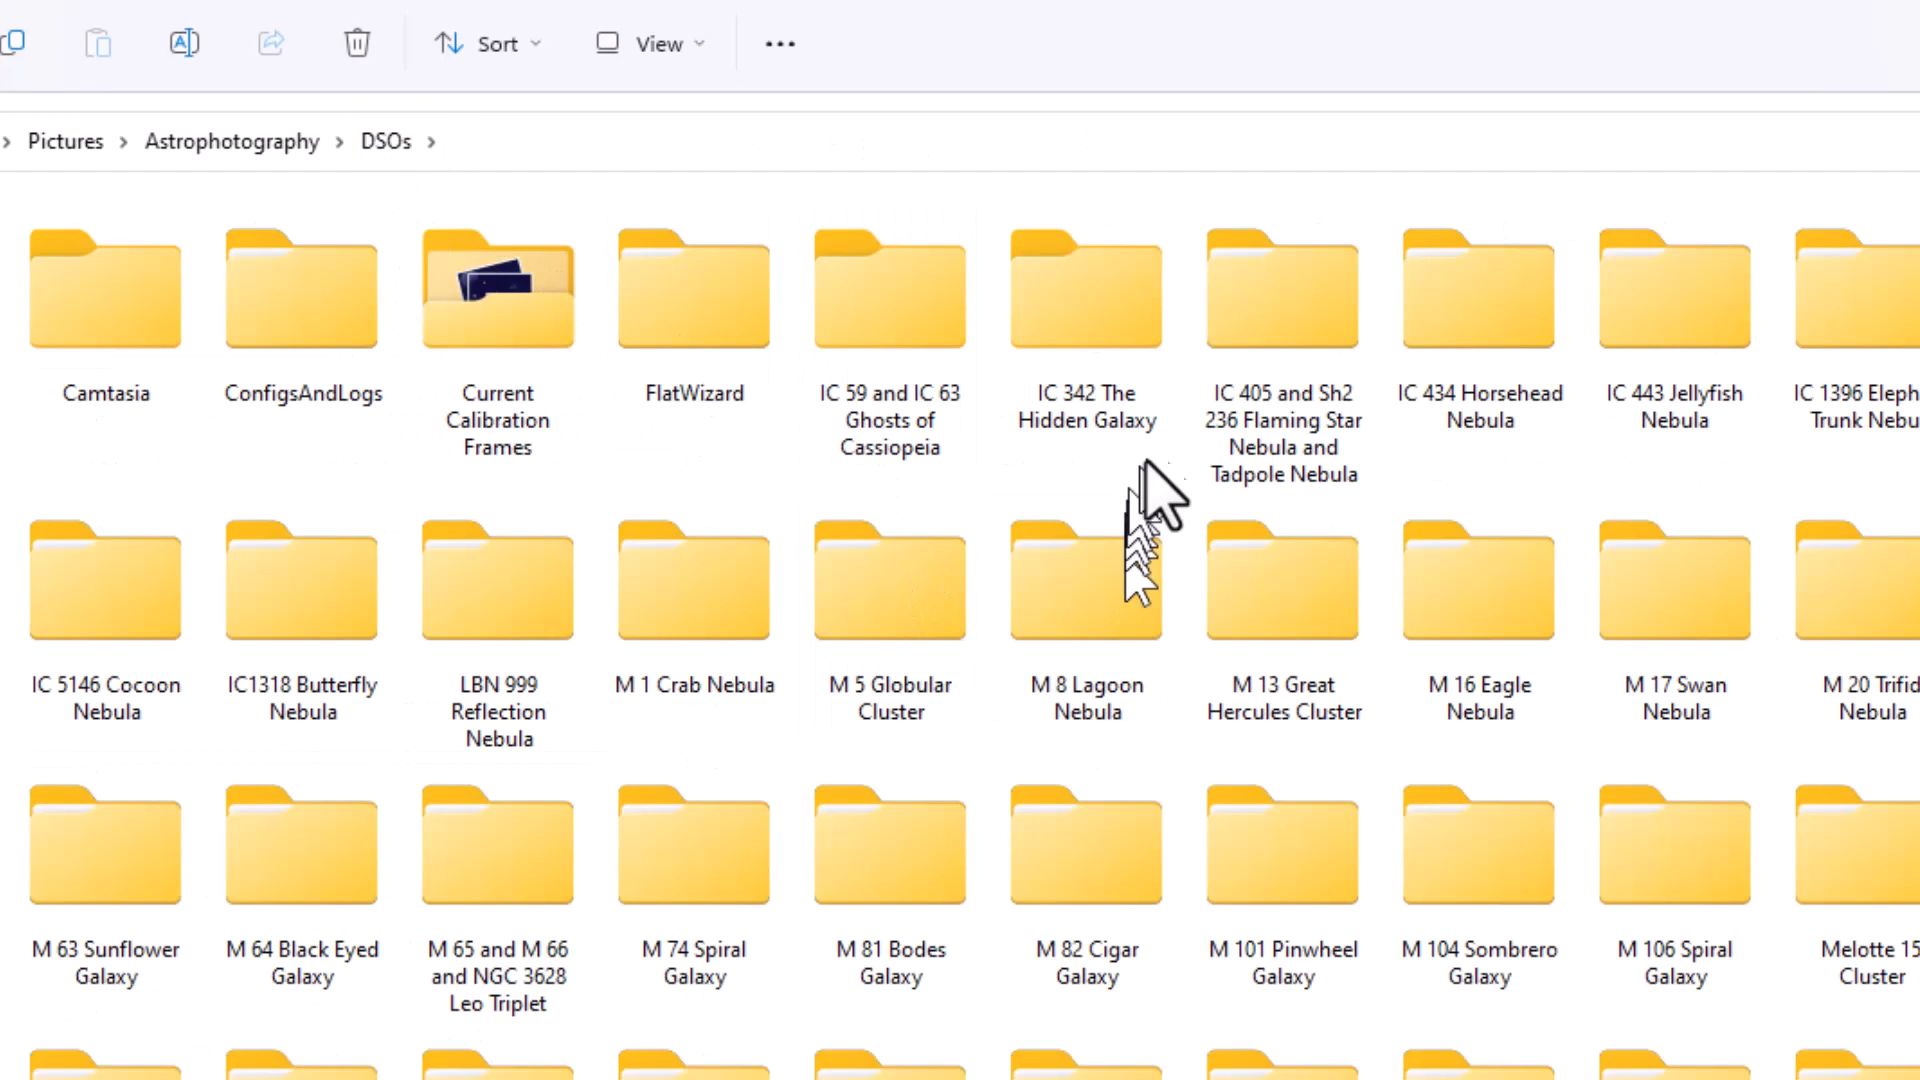 Sort
View
Pictures > Astrophotography > DSOs >
Camtasia
ConfigsAndLogs
Current
Calibration
Frames
FlatWizard
IC 59 and IC 63
Ghosts of
Cassiopeia
IC 342 The
Hidden Galaxy
IC 405 and Sh2
236 Flaming Star
Nebula and
Tadpole Nebula
IC 434 Horsehead
Nebula
IC 443 Jellyfish
Nebula
IC 1396 Eleph
Trunk Nebu
IC 5146 Cocoon
Nebula
IC1318 Butterfly
Nebula
LBN 999
Reflection
Nebula
M 1 Crab Nebula
M 5 Globular
Cluster
M 8 Lagoon
Nebula
M 13 Great
Hercules Cluster
M 16 Eagle
Nebula
M 17 Swan
Nebula
M 20 Trifid
Nebula
M 63 Sunflower
Galaxy
M 64 Black Eyed
Galaxy
M 65 and M 66
and NGC 3628
Leo Triplet
M 74 Spiral
Galaxy
M 81 Bodes
Galaxy
M 82 Cigar
Galaxy
M 101 Pinwheel
Galaxy
M 104 Sombrero
Galaxy
M 106 Spiral
Galaxy
Melotte 15
Cluster